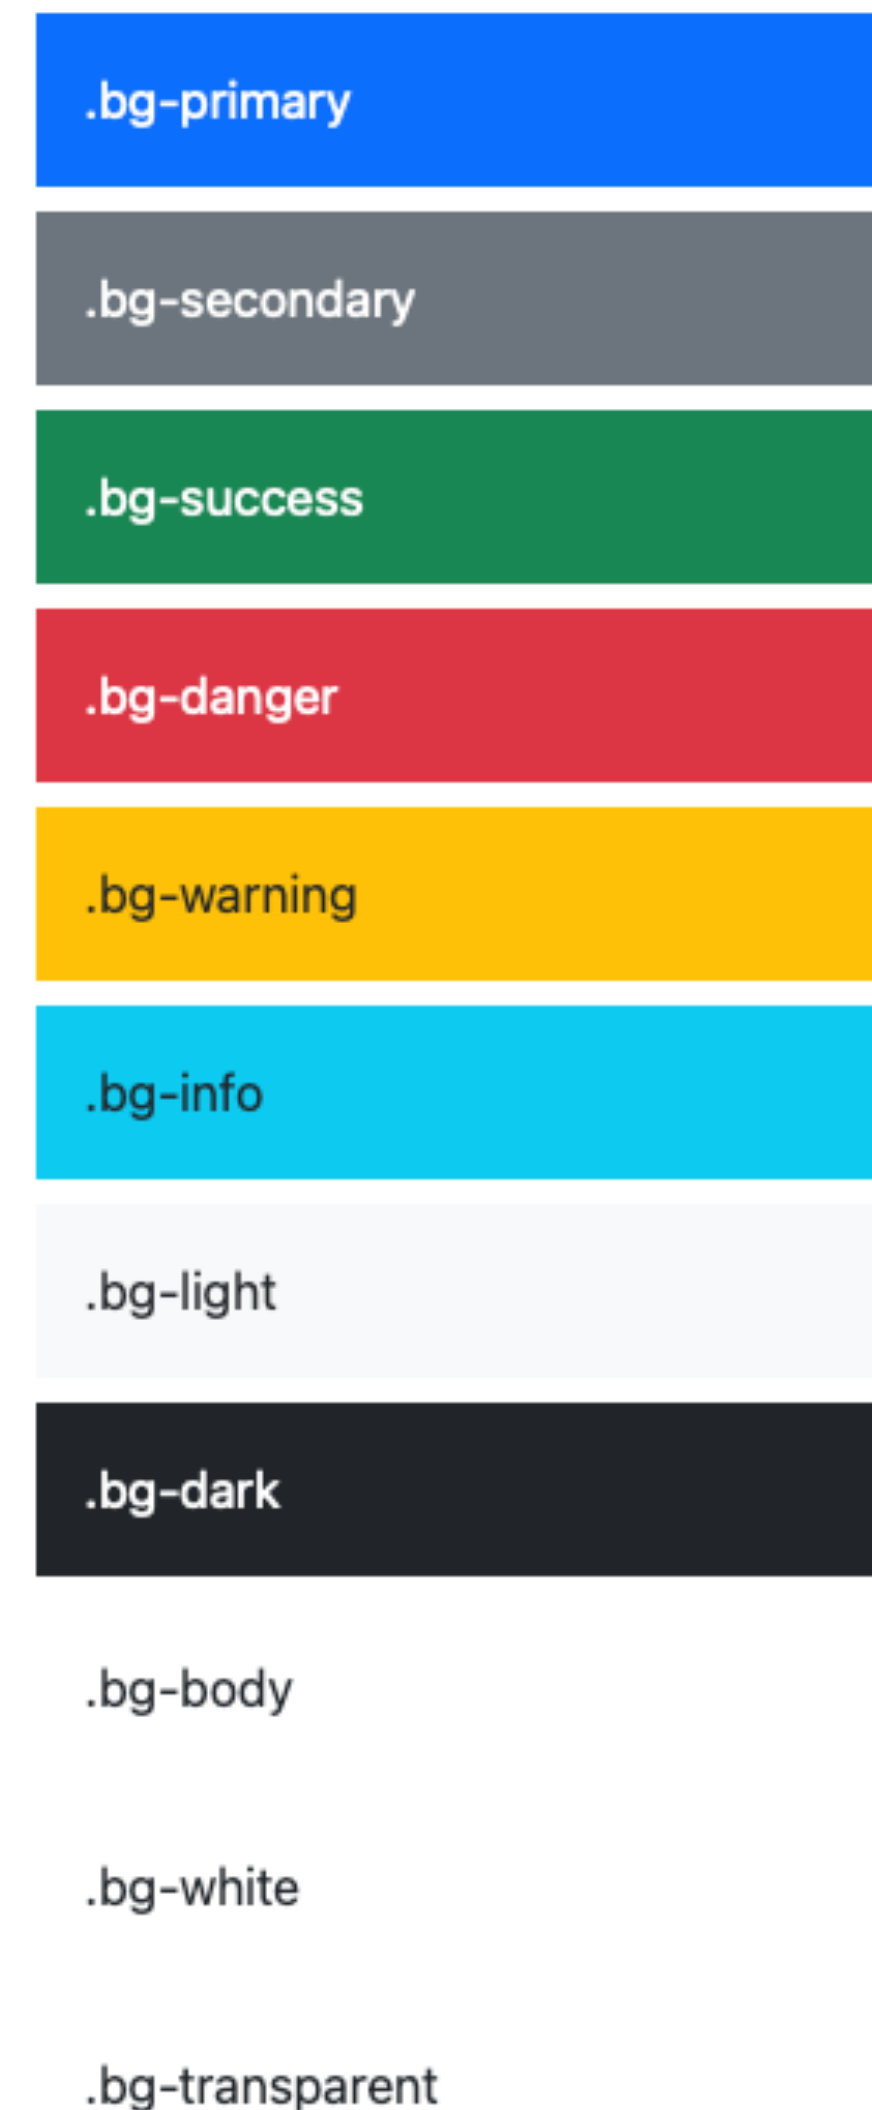 .bg-primary
.bg-secondary
.bg-success
.bg-danger
.bg-warning
.bg-info
.bg-light
.bg-dark
.bg-body
.bg-white
.bg-transparent